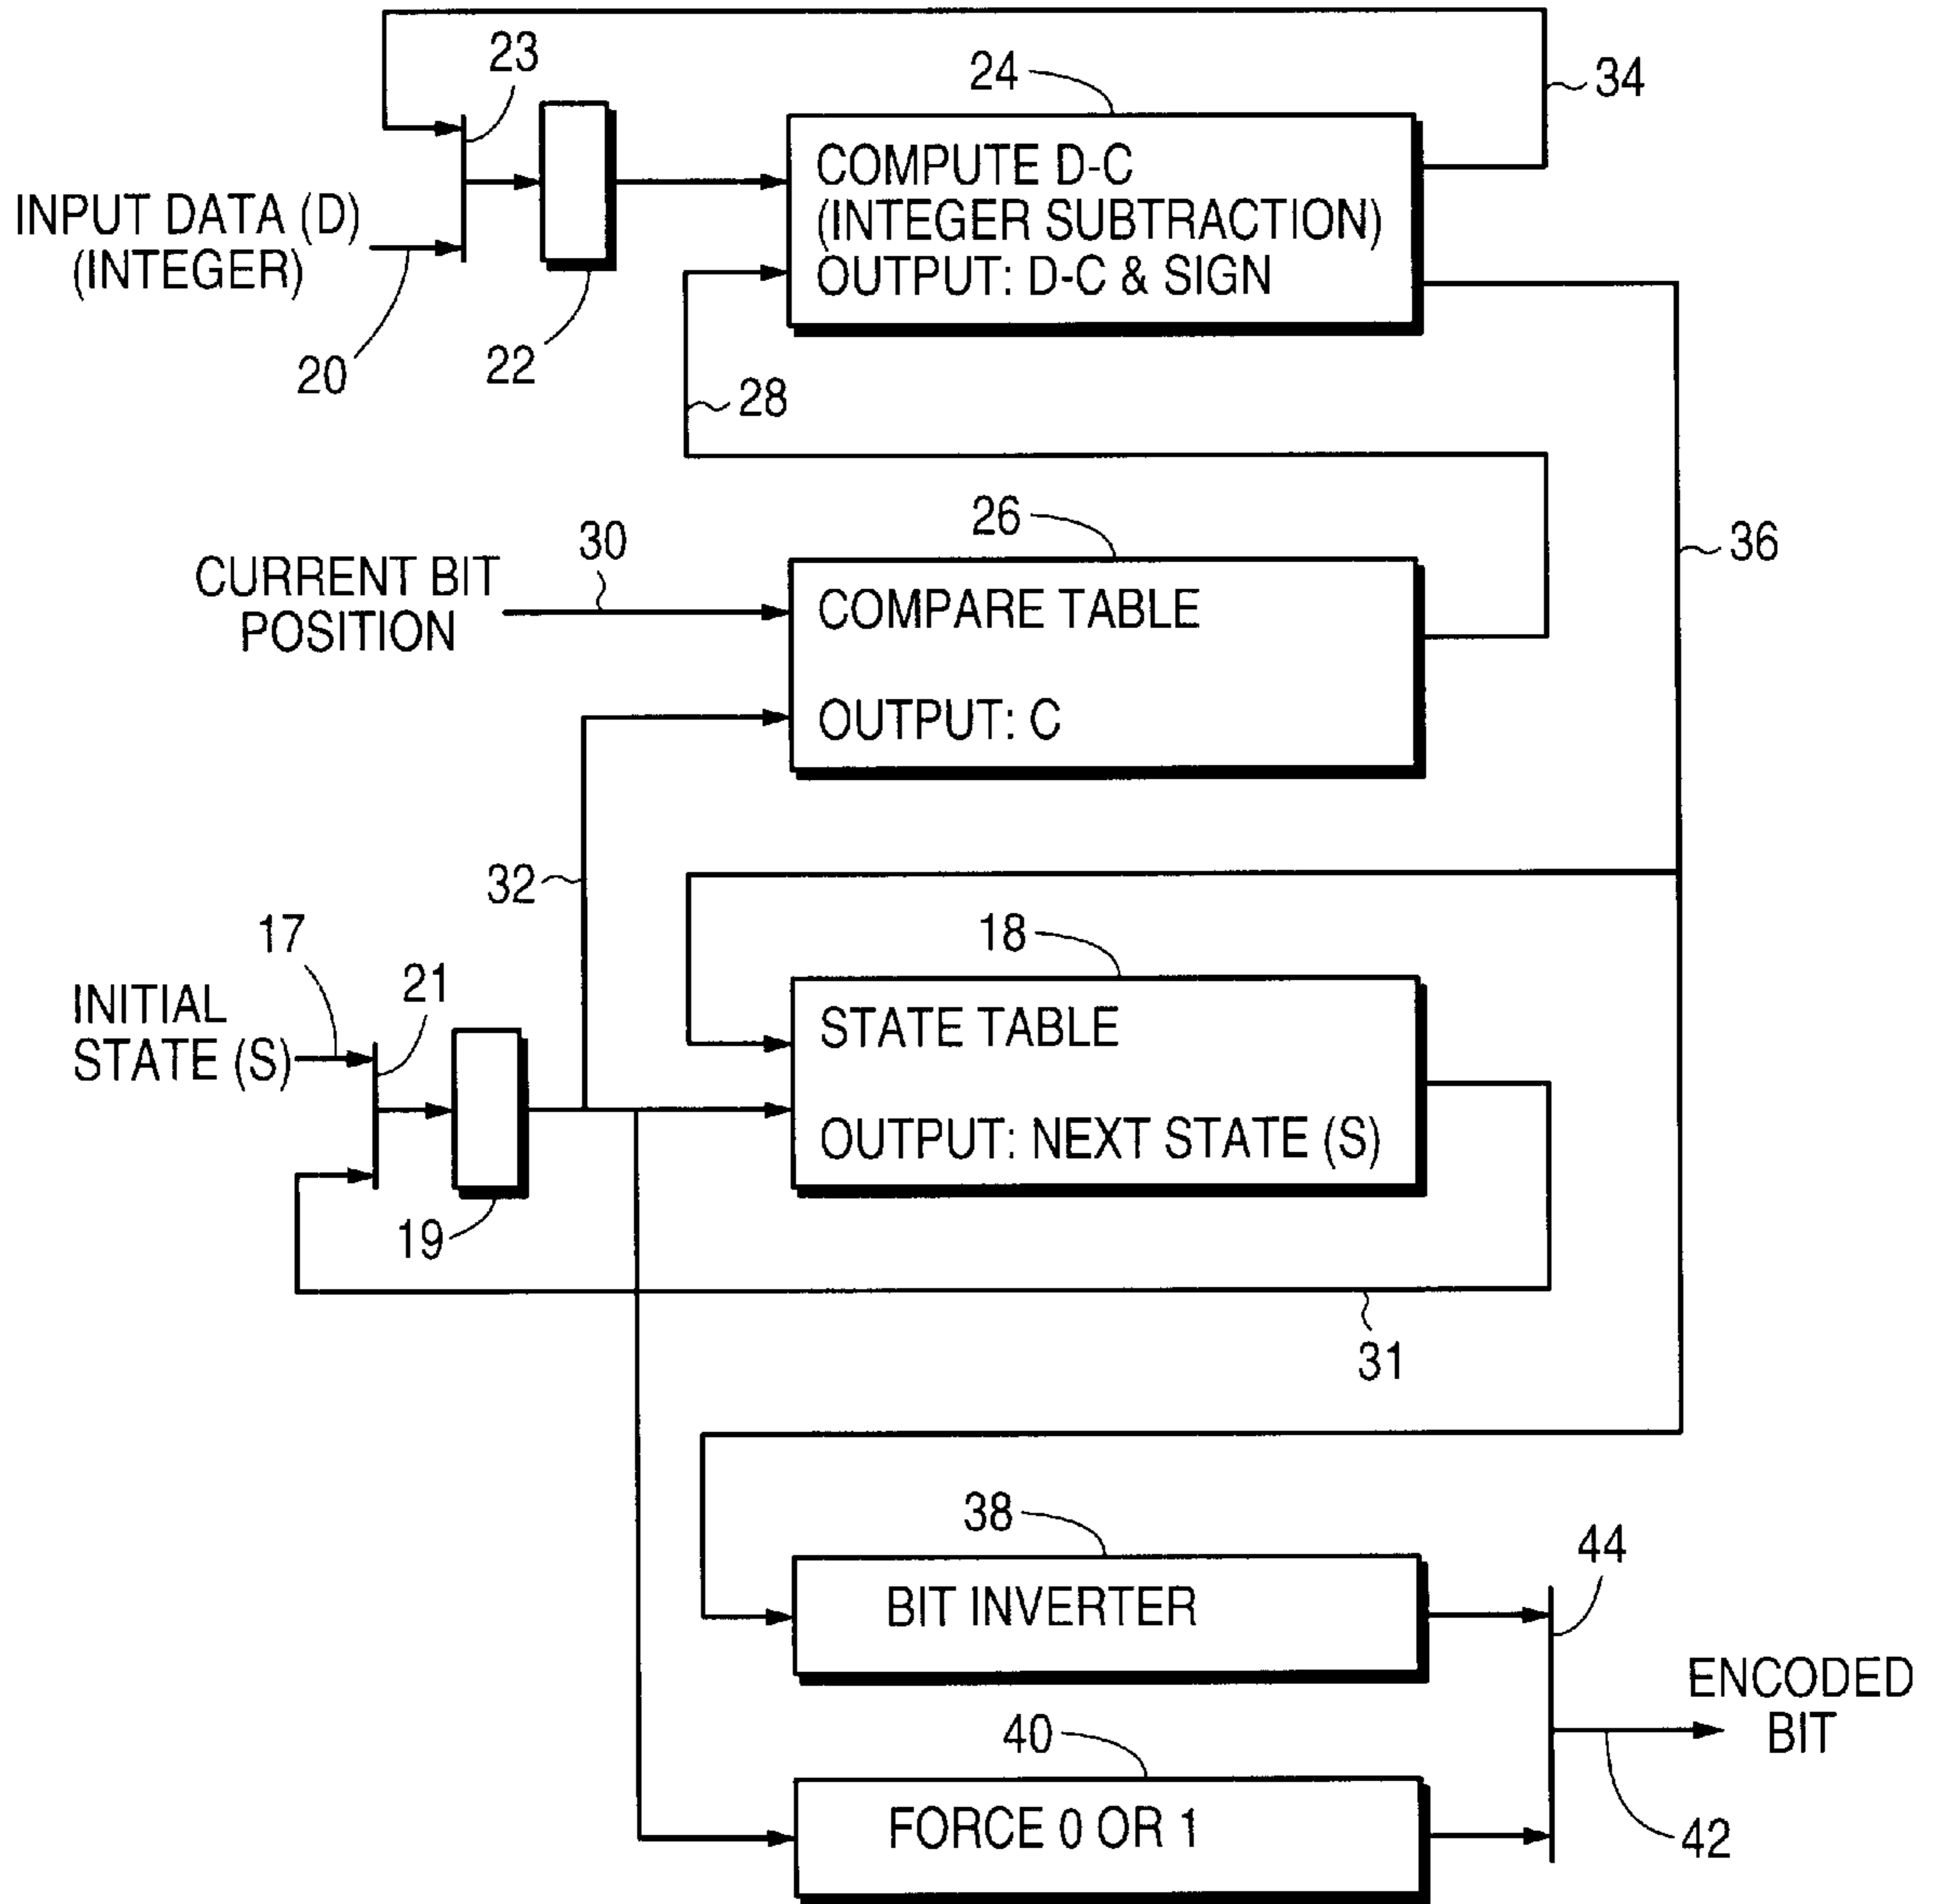 23
24
34
INPUT DATA (D)
(INTEGER)
COMPUTE D-C
(INTEGER SUBTRACTION)
OUTPUT: D-C & SIGN
20
22
28
26
30
36
CURRENT BIT
POSITION
COMPARE TABLE
OUTPUT: C
32
17
18
21
INITIAL
STATE (S)
STATE TABLE
OUTPUT: NEXT STATE (S)
19
31
38
44
BIT INVERTER
ENCODED
BIT
40
FORCE 0 OR 1
42